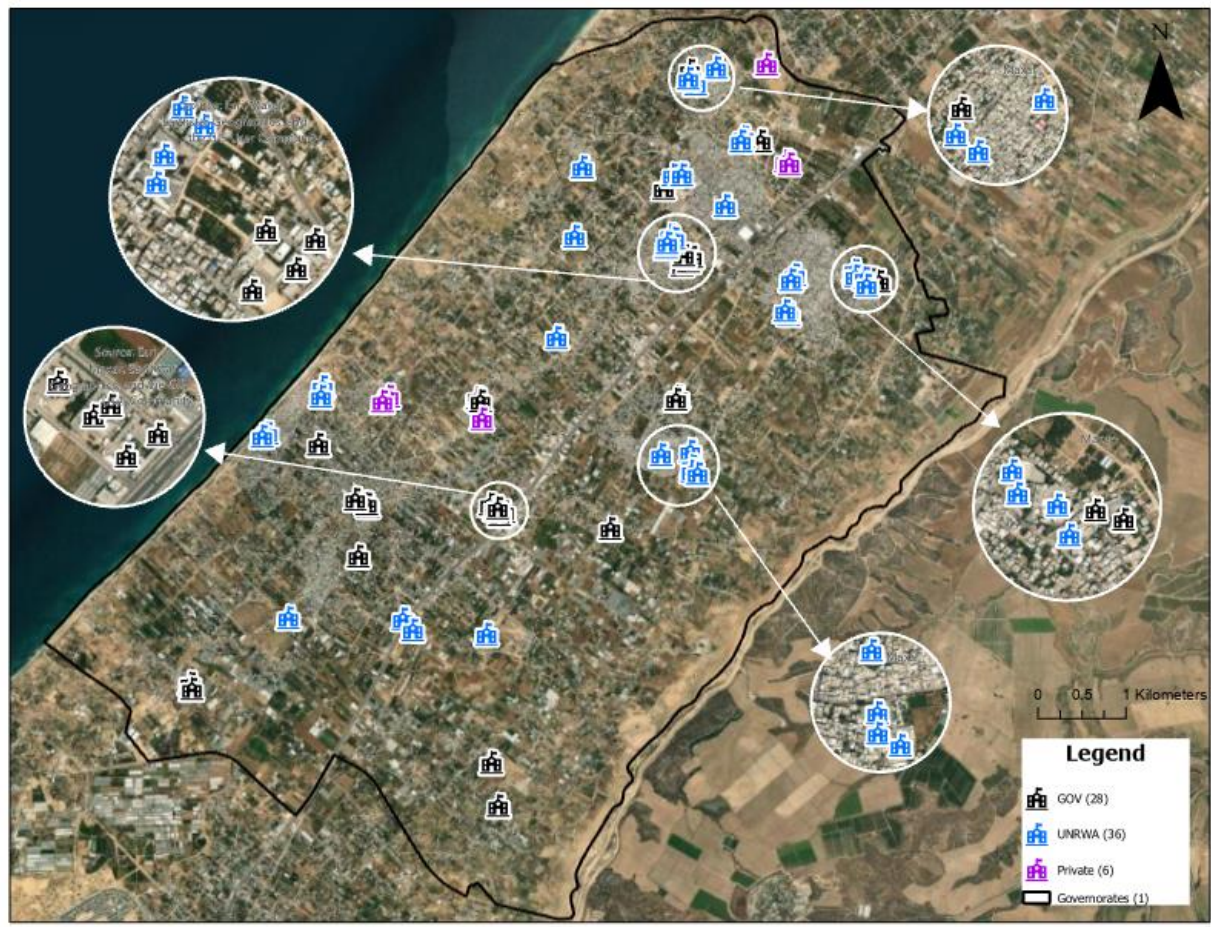 N
0 0.5 1 Kilometers
Legend
GOV (28)
UNRWA (36)
Private (6)
Governorates (1)